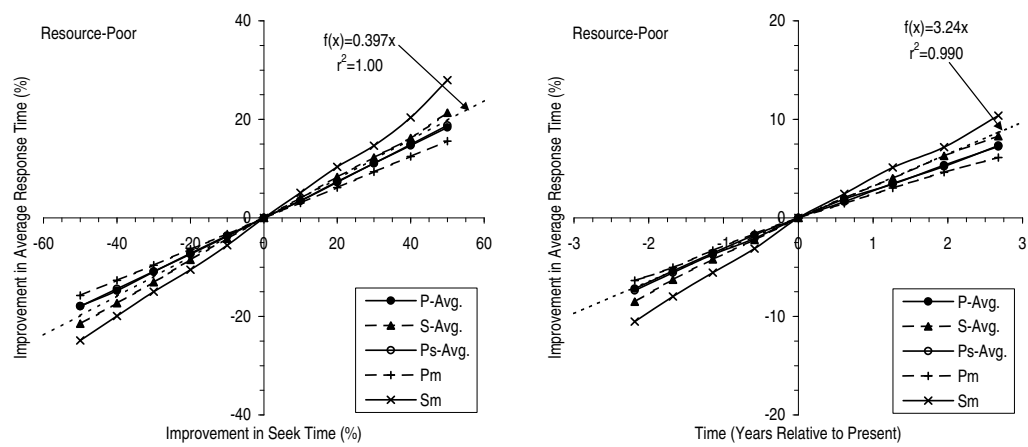 Resource-Poor
f(x)=0.397x
r²=1.00
Improvement in Average Response Time (%)
40
20
0
-20
-40
-60 -40 -20 0 20 40 60
P-Avg.
S-Avg.
Ps-Avg.
Pm
Sm
Improvement in Seek Time (%)
Resource-Poor
f(x)=3.24x
r²=0.990
Improvement in Average Response Time (%)
20
10
0
-10
-20
-3 -2 -1 0 1 2 3
P-Avg.
S-Avg.
Ps-Avg.
Pm
Sm
Time (Years Relative to Present)